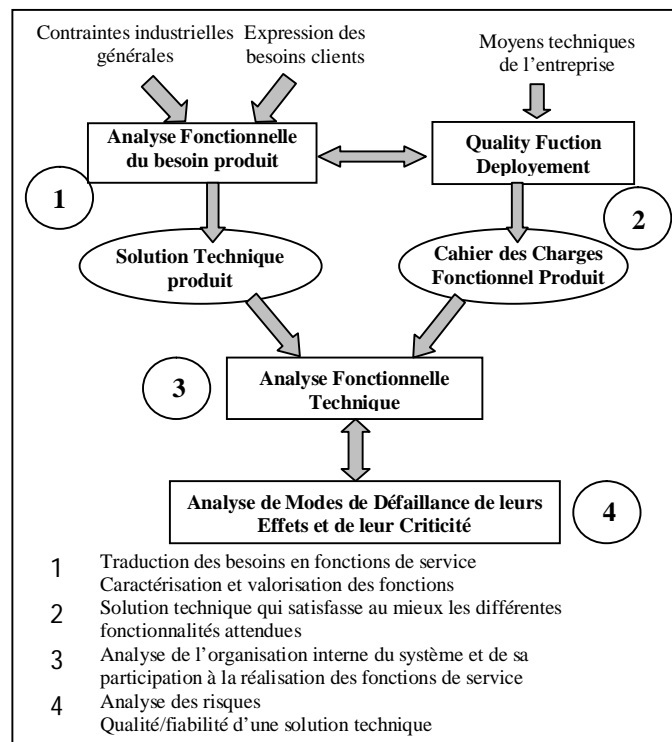 Contraintes industrielles
générales
Expression des
besoins clients
Moyens techniques
de l'entreprise
Analyse Fonctionnelle
du besoin produit
Quality Fuction
Deployement
1
2
Solution Technique
produit
Cahier des Charges
Fonctionnel Produit
3
Analyse Fonctionnelle
Technique
Analyse de Modes de Défaillance de leurs
Effets et de leur Criticité
4
1 Traduction des besoins en fonctions de service
Caractérisation et valorisation des fonctions
2 Solution technique qui satisfasse au mieux les différentes
fonctionnalités attendues
3 Analyse de l'organisation interne du système et de sa
participation à la réalisation des fonctions de service
4 Analyse des risques
Qualité/fiabilité d'une solution technique